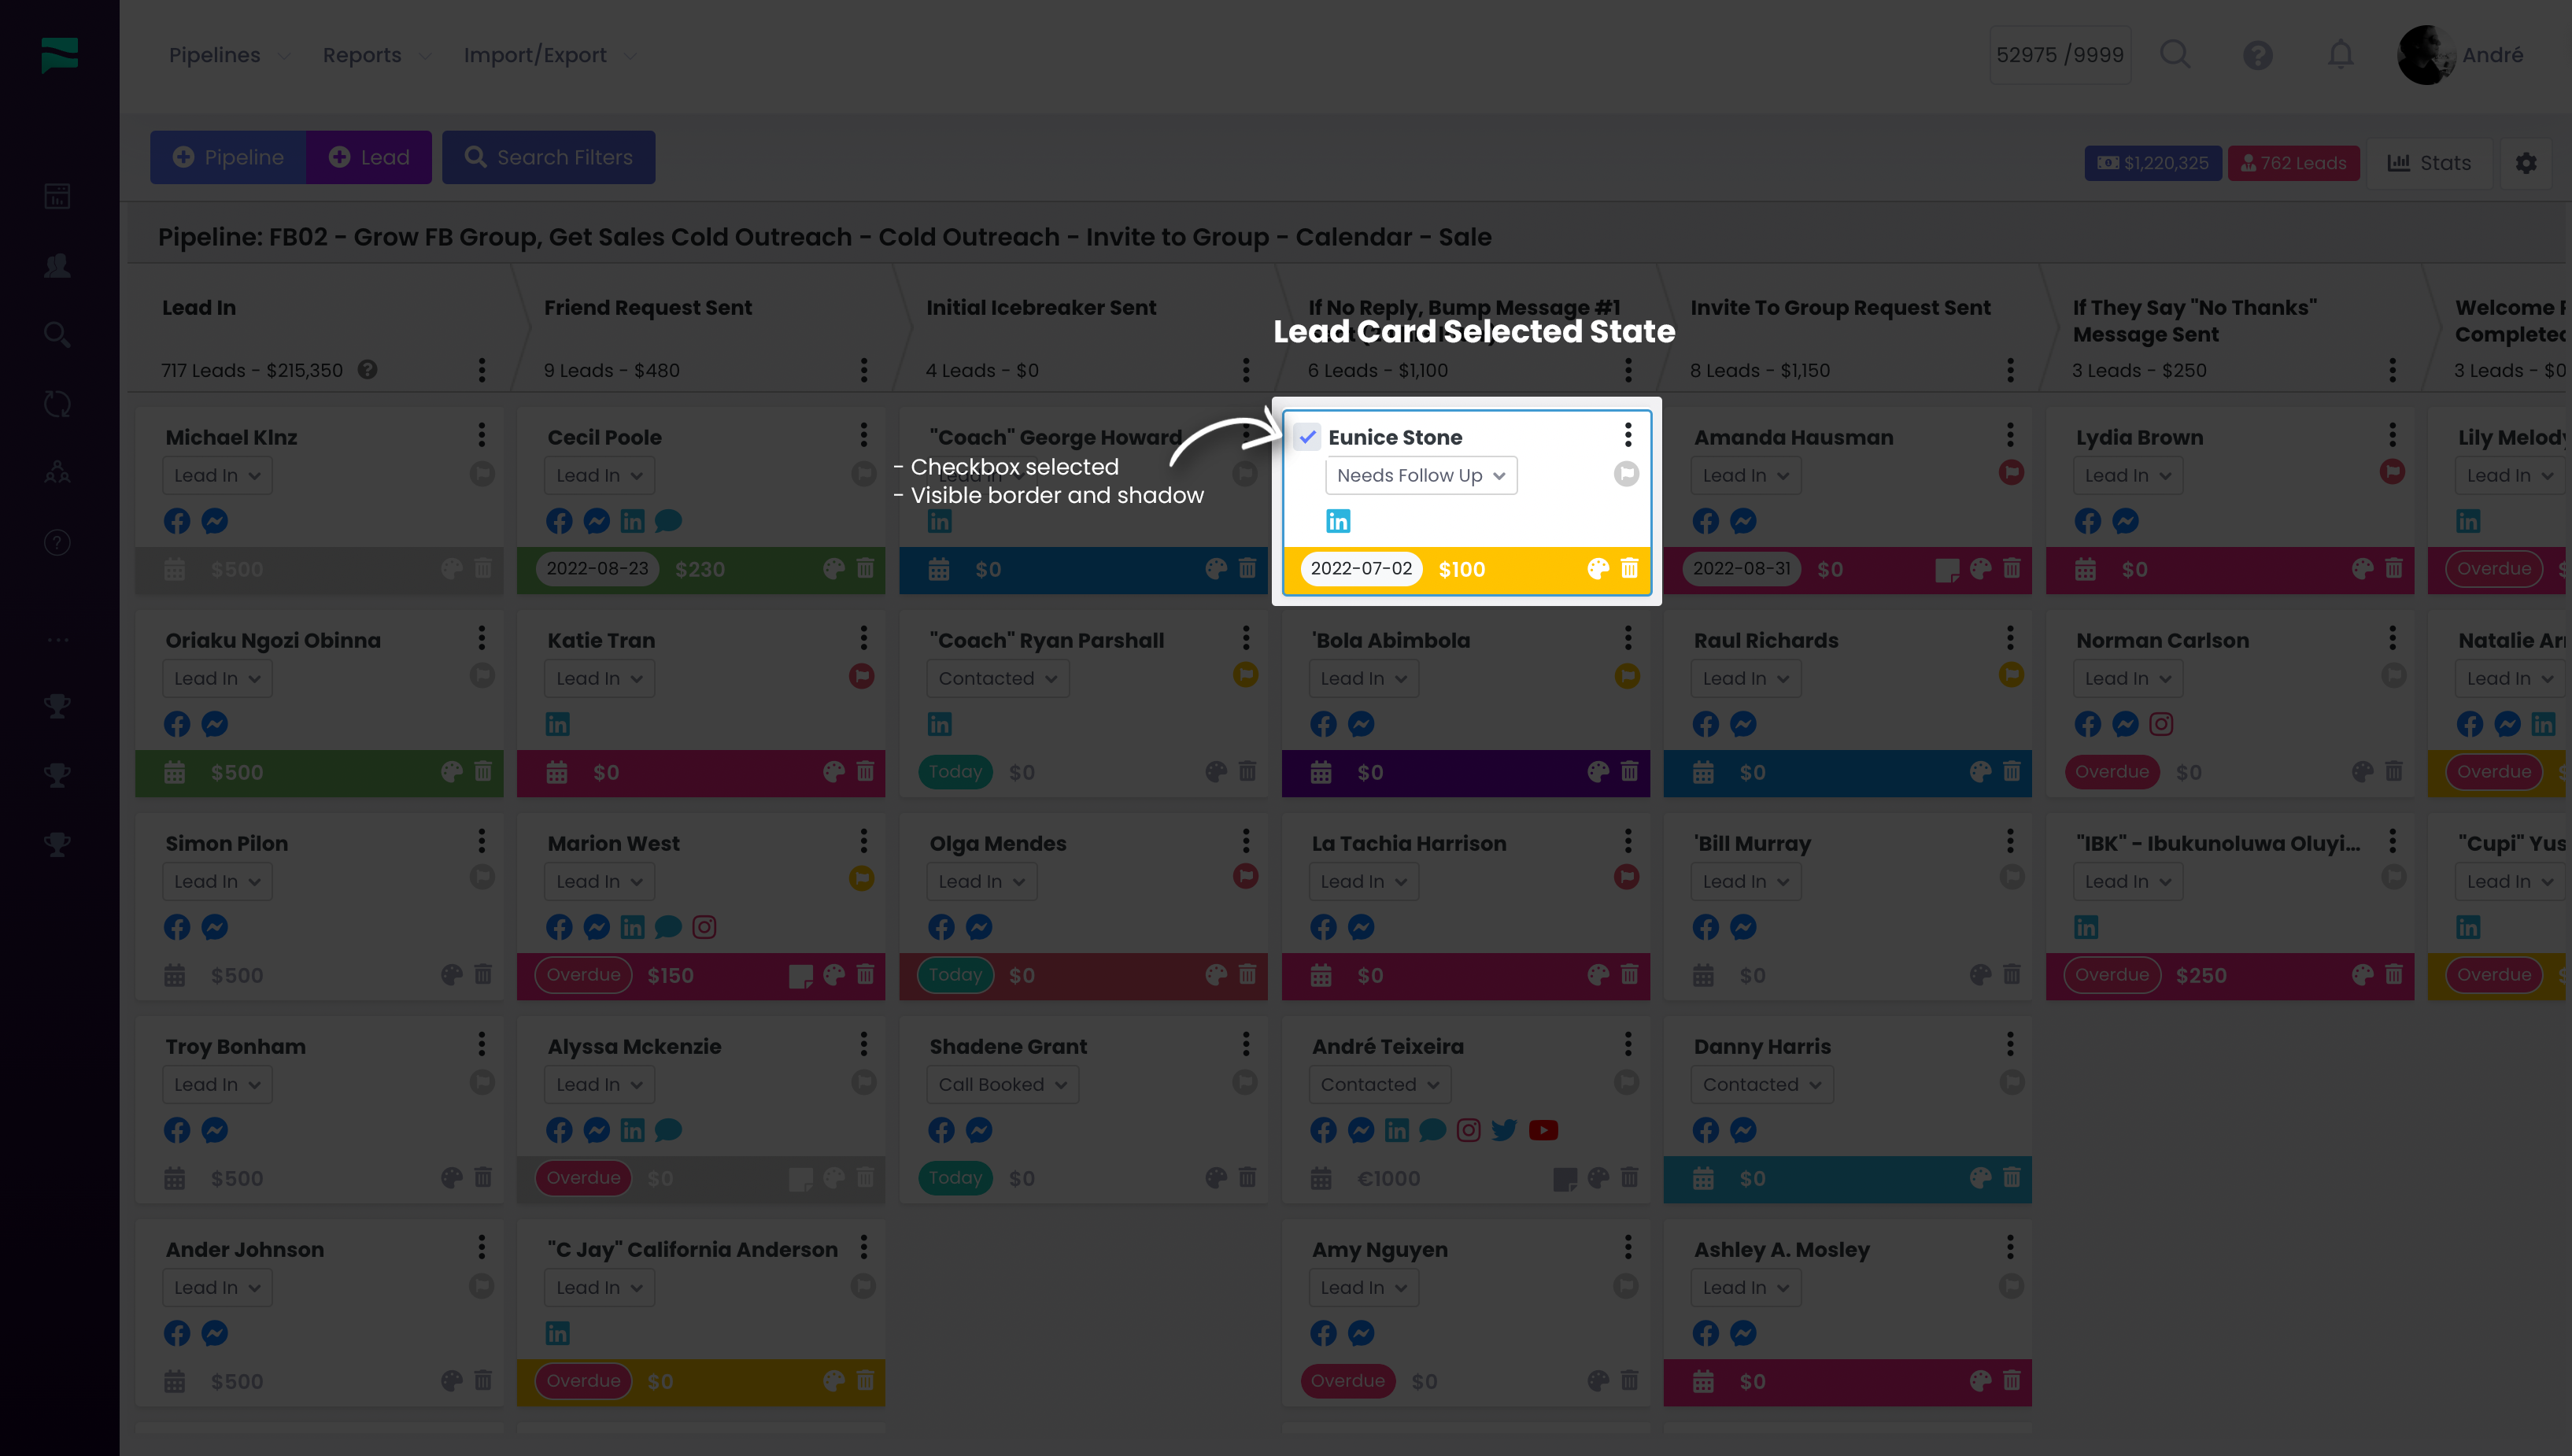 Pipelines Reports Import/Export 52975 /9999 André
Pipeline Lead Search Filters $1,220,325 762 Leads Stats
Pipeline: FB02 - Grow FB Group, Get Sales Cold Outreach - Cold Outreach - Invite to Group - Calendar - Sale
Lead In
717 Leads - $215,350
Friend Request Sent
9 Leads - $480
Initial Icebreaker Sent
4 Leads - $0
If No Reply, Bump Message #1
6 Leads - $1,100
Invite To Group Request Sent
8 Leads - $1,150
If They Say "No Thanks"
Message Sent
3 Leads - $250
Welcome
Completed
3 Leads - $0
Lead Card Selected State
- Checkbox selected
- Visible border and shadow
Michael Klnz
Lead In
$500
Cecil Poole
Lead In
2022-08-23 $230
"Coach" George Howard
$0
Eunice Stone
Needs Follow Up
2022-07-02 $100
Amanda Hausman
Lead In
2022-08-31 $0
Lydia Brown
Lead In
$0
Lily Melody
Lead In
Overdue
Oriaku Ngozi Obinna
Lead In
$500
Katie Tran
Lead In
$0
"Coach" Ryan Parshall
Contacted
Today $0
'Bola Abimbola
Lead In
$0
Raul Richards
Lead In
$0
Norman Carlson
Lead In
Overdue $0
Natalie
Lead In
Overdue
Simon Pilon
Lead In
$500
Marion West
Lead In
Overdue $150
Olga Mendes
Lead In
Today $0
La Tachia Harrison
Lead In
$0
'Bill Murray
Lead In
$0
"IBK" - Ibukunoluwa Oluyi...
Lead In
Overdue $250
"Cupi" Yus
Lead In
Overdue
Troy Bonham
Lead In
$500
Alyssa Mckenzie
Lead In
Overdue $0
Shadene Grant
Call Booked
Today $0
André Teixeira
Contacted
€1000
Danny Harris
Contacted
$0
Ander Johnson
Lead In
$500
"C Jay" California Anderson
Lead In
Overdue $0
Amy Nguyen
Lead In
Overdue $0
Ashley A. Mosley
Lead In
$0